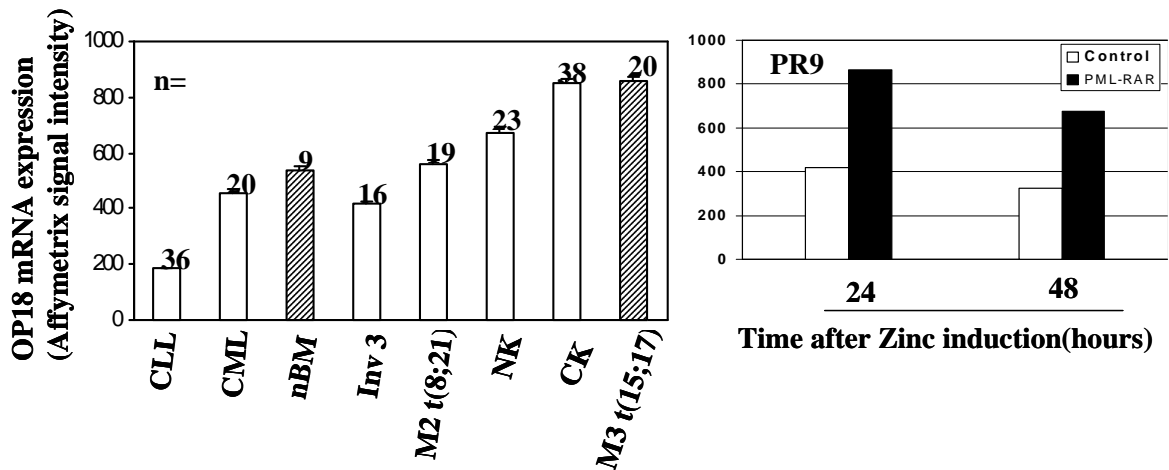 OP18 mRNA expression
(Affymetrix signal intensity)
1000
800
600
400
200
0
n=
36
20
9
16
19
23
38
20
CLL
CML
nBM
Inv 3
M2 t(8;21)
NK
CK
M3 t(15;17)
1000
800
600
400
200
0
PR9
Control
PML-RAR
24
48
Time after Zinc induction(hours)